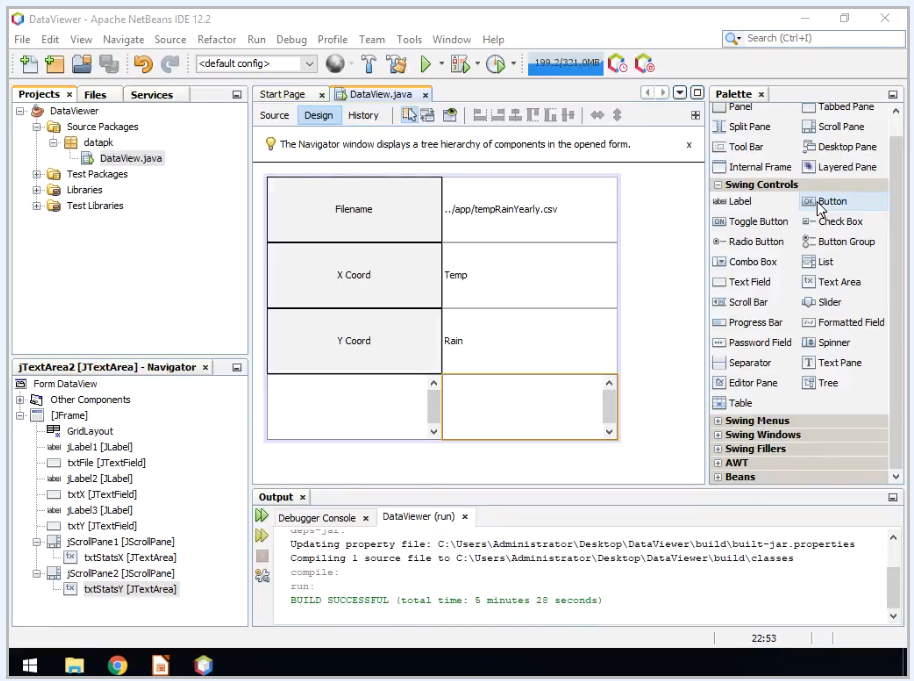 DataViewer - Apache NetBeans IDE 12.2
File Edit View Navigate Source Refactor Run Debug Profile Team Tools Window Help
Search (Ctrl+I)
<default config>
199.2/321.0MB
Projects Files Services
DataViewer
Source Packages
datapk
DataView.java
Test Packages
Libraries
Test Libraries
Start Page DataView.java
Source Design History
The Navigator window displays a tree hierarchy of components in the opened form.
Filename ../app/tempRainYearly.csv
X Coord Temp
Y Coord Rain
Palette
Panel Tabbed Pane
Split Pane Scroll Pane
Tool Bar Desktop Pane
Internal Frame Layered Pane
Swing Controls
Label Button
Toggle Button Check Box
Radio Button Button Group
Combo Box List
Text Field Text Area
Scroll Bar Slider
Progress Bar Formatted Field
Password Field Spinner
Separator Text Pane
Editor Pane Tree
Table
Swing Menus
Swing Windows
Swing Fillers
AWT
Beans
jTextArea2 [JTextArea] - Navigator
Form DataView
Other Components
[JFrame]
GridLayout
jLabel1 [JLabel]
txtFile [JTextField]
jLabel2 [JLabel]
txtX [JTextField]
jLabel3 [JLabel]
txtY [JTextField]
jScrollPane1 [JScrollPane]
txtStatsX [JTextArea]
jScrollPane2 [JScrollPane]
txtStatsY [JTextArea]
Output
Debugger Console DataViewer (run)
deps-jar:
Updating property file: C:\Users\Administrator\Desktop\DataViewer\build\built-jar.properties
Compiling 1 source file to C:\Users\Administrator\Desktop\DataViewer\build\classes
compile:
run:
BUILD SUCCESSFUL (total time: 5 minutes 28 seconds)
22:53